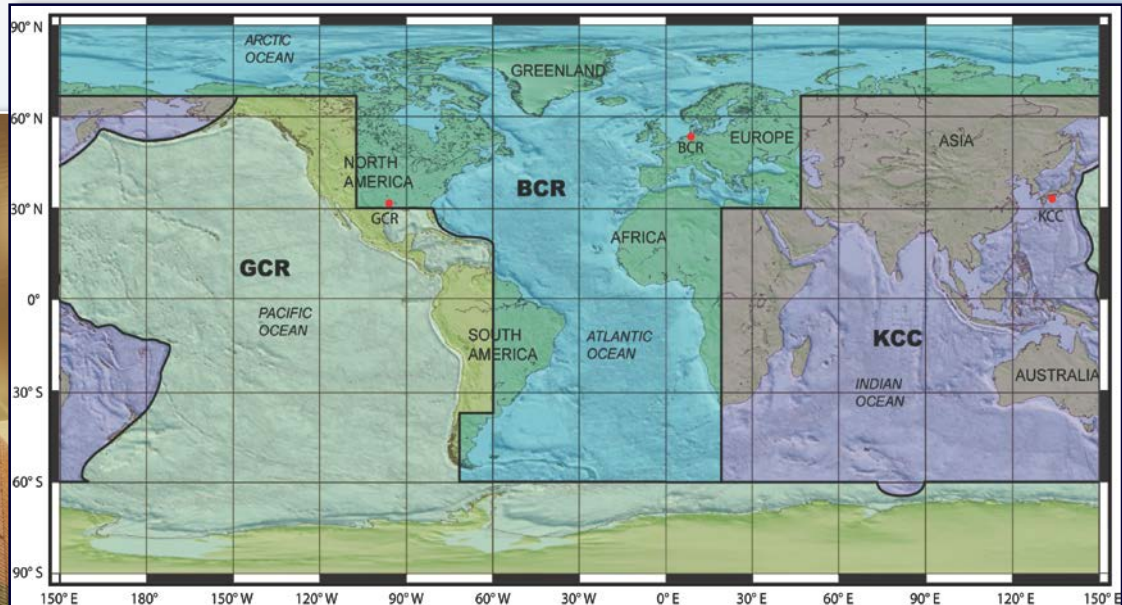 90° N
ARCTIC
OCEAN
GREENLAND
60° N
EUROPE
ASIA
BCR
NORTH
AMERICA
BCR
30° N
GCR
KCC
AFRICA
GCR
0°
PACIFIC
OCEAN
SOUTH
AMERICA
ATLANTIC
OCEAN
KCC
AUSTRALIA
30° S
INDIAN
OCEAN
60° S
90° S
150° E 180° 150° W 120° W 90° W 60° W 30° W 0° E 30° E 60° E 90° E 120° E 150° E